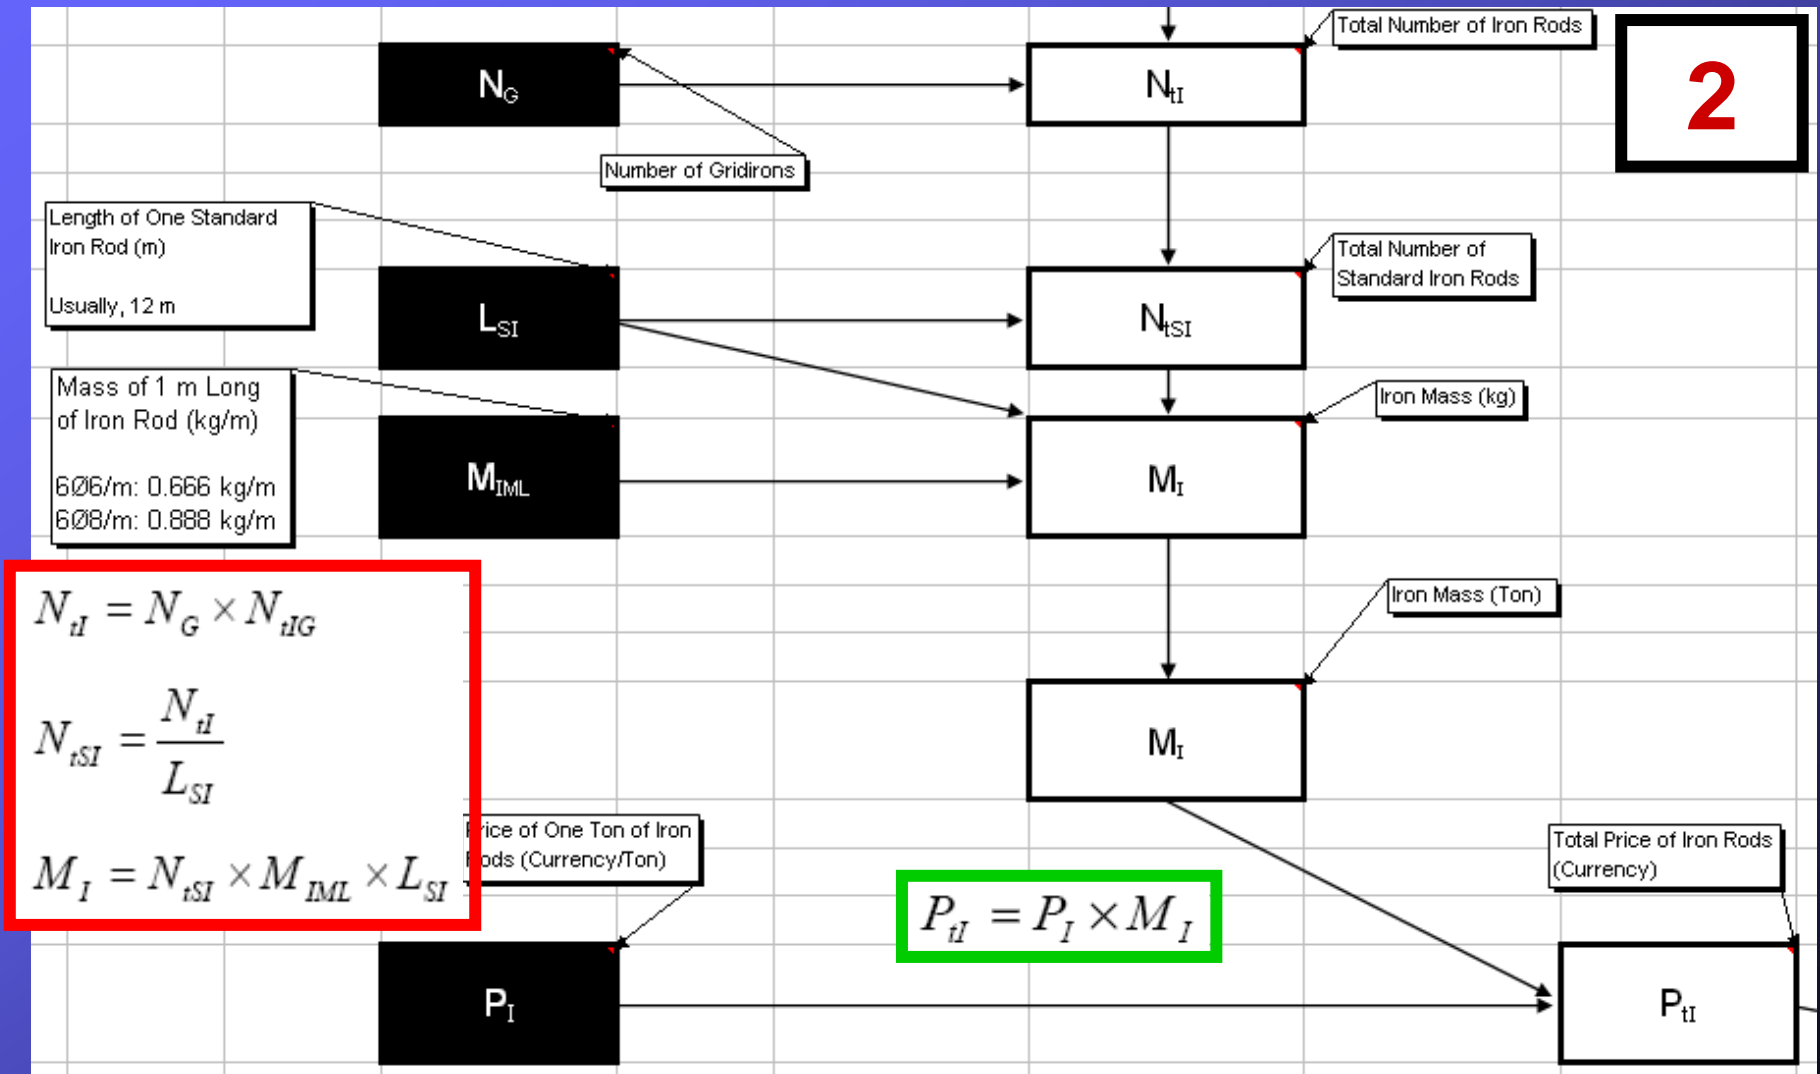 Total Number of Iron Rods
2
N_G
N_tI
Number of Gridirons
Length of One Standard
Iron Rod (m)
Usually, 12 m
Total Number of
Standard Iron Rods
L_SI
N_tSI
Mass of 1 m Long
of Iron Rod (kg/m)
6Ø6/m: 0.666 kg/m
6Ø8/m: 0.888 kg/m
Iron Mass (kg)
M_IML
M_I
N_tI = N_G × N_tIG
N_tSI = N_tI / L_SI
M_I = N_tSI × M_IML × L_SI
Iron Mass (Ton)
M_I
Price of One Ton of Iron
Rods (Currency/Ton)
Total Price of Iron Rods
(Currency)
P_tI = P_I × M_I
P_I
P_tI